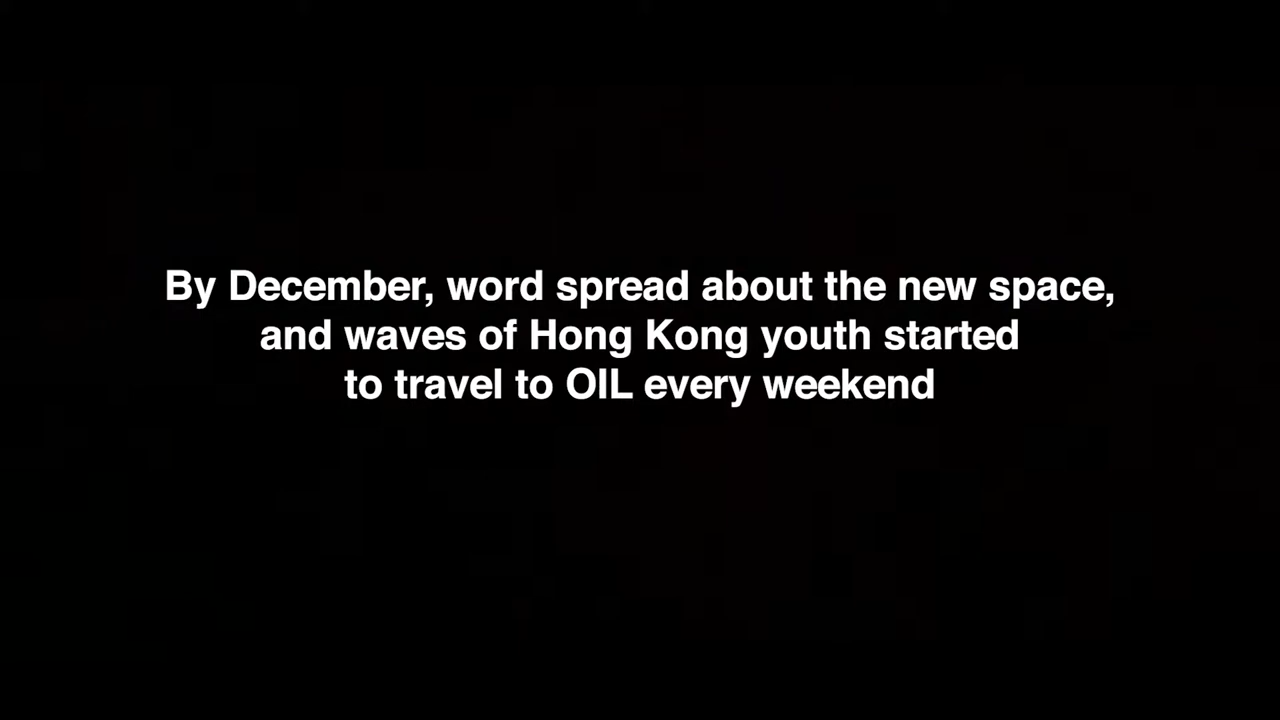 By December, word spread about the new space,
and waves of Hong Kong youth started
to travel to OIL every weekend